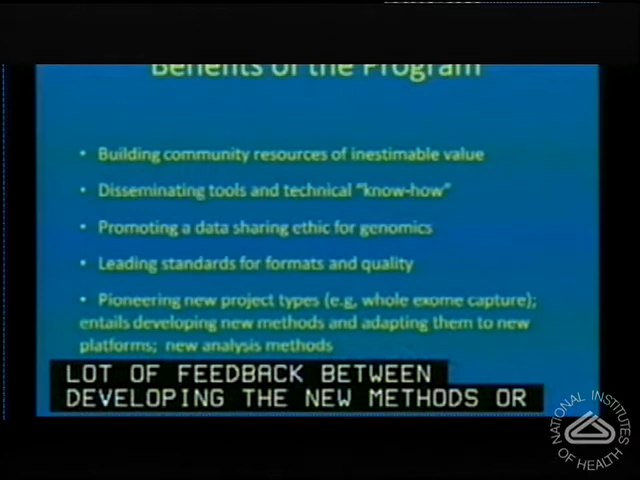 Benefits of the Program
• Building community resources of inestimable value
• Disseminating tools and technical “know-how”
• Promoting a data sharing ethic for genomics
• Leading standards for formats and quality
• Pioneering new project types (e.g, whole exome capture);
entails developing new methods and adapting them to new
platforms; new analysis methods
LOT OF FEEDBACK BETWEEN
DEVELOPING THE NEW METHODS OR
NATIONAL INSTITUTES
OF HEALTH